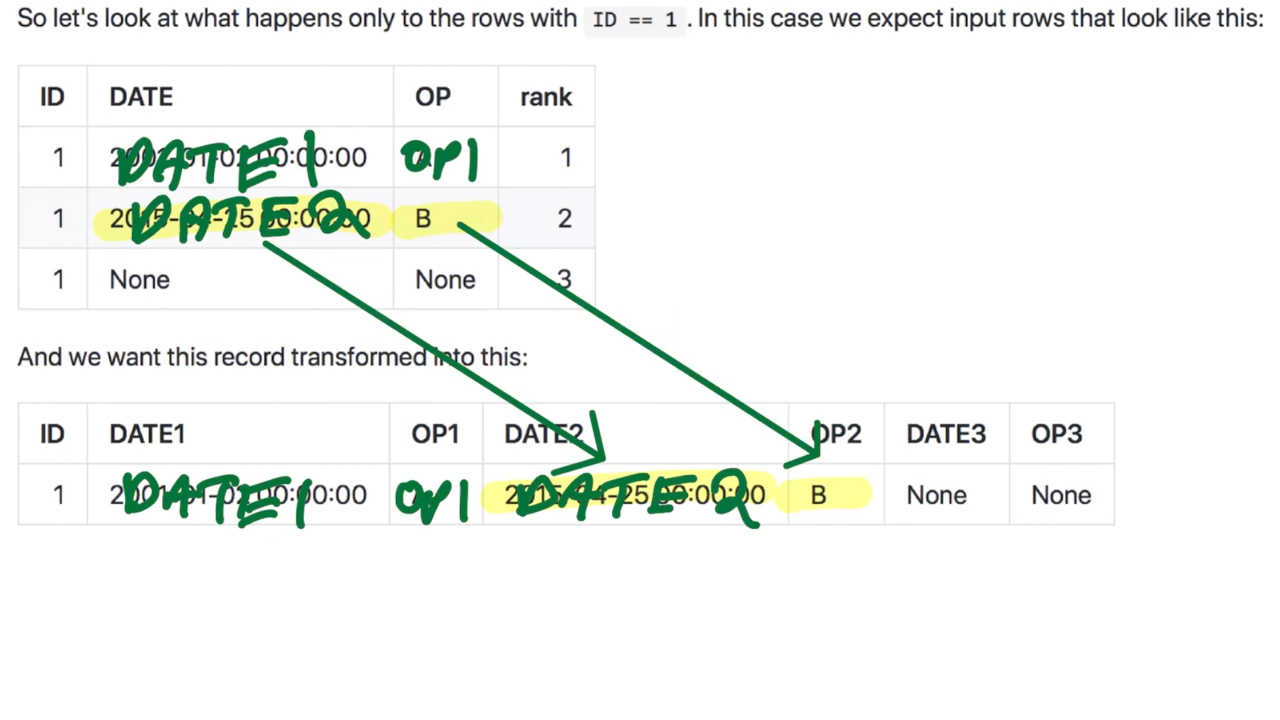 So let's look at what happens only to the rows with ID == 1 . In this case we expect input rows that look like this:
ID DATE OP rank
1 DATE1 OP1 1
1 DATE2 B 2
1 None None 3
And we want this record transformed into this:
ID DATE1 OP1 DATE2 OP2 DATE3 OP3
1 DATE1 OP1 DATE2 B None None